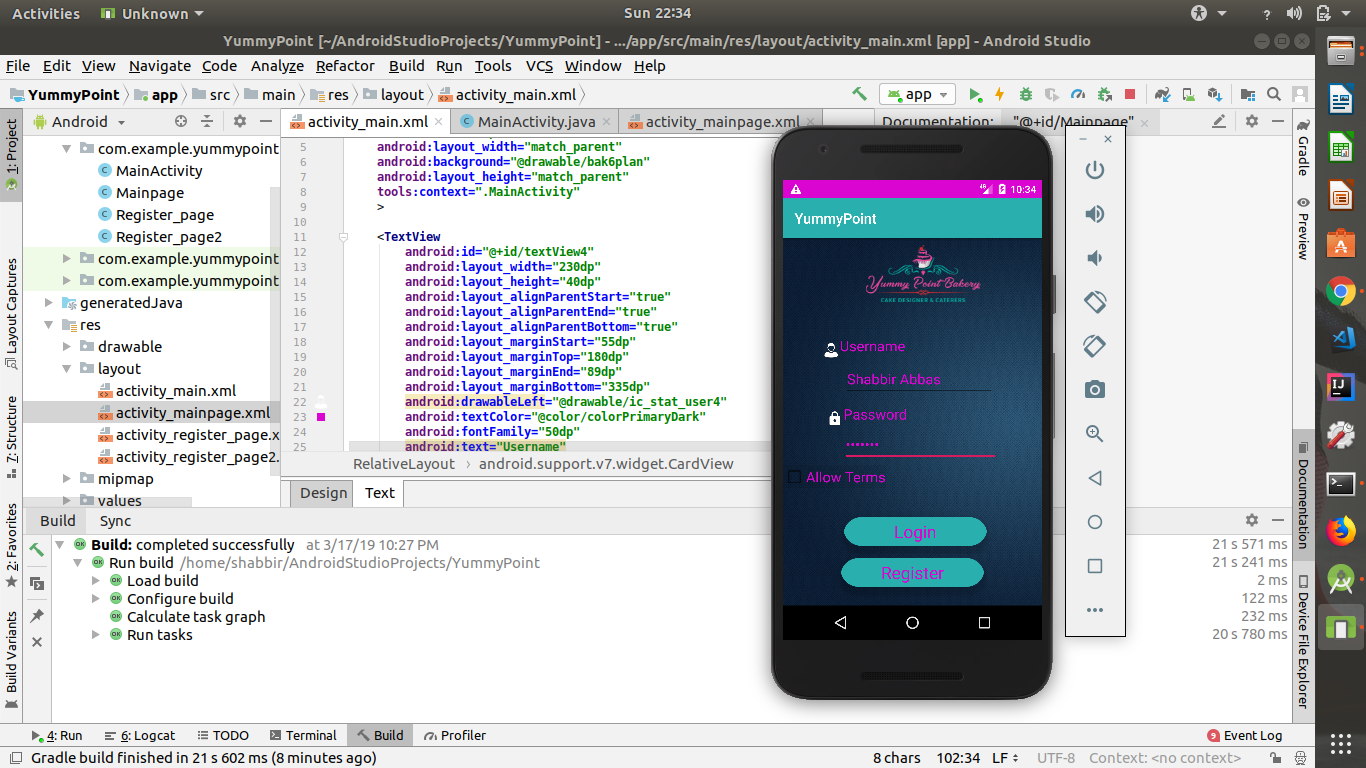 Activities Unknown Sun 22:34 ?
YummyPoint [~/AndroidStudioProjects/YummyPoint] - .../app/src/main/res/layout/activity_main.xml [app] - Android Studio
File Edit View Navigate Code Analyze Refactor Build Run Tools VCS Window Help
YummyPoint app src main res layout activity_main.xml app
Android activity_main.xml MainActivity.java activity_mainpage.xml Documentation: "@+id/Mainpage"
1: Project
Layout Captures
7: Structure
2: Favorites
Build Variants
com.example.yummypoint
MainActivity
Mainpage
Register_page
Register_page2
com.example.yummypoint
com.example.yummypoint
generatedJava
res
drawable
layout
activity_main.xml
activity_mainpage.xml
activity_register_page.x
activity_register_page2.
mipmap
values
5 android:layout_width="match_parent"
6 android:background="@drawable/bak6plan"
7 android:layout_height="match_parent"
8 tools:context=".MainActivity"
9 >
10
11 <TextView
12 android:id="@+id/textView4"
13 android:layout_width="230dp"
14 android:layout_height="40dp"
15 android:layout_alignParentStart="true"
16 android:layout_alignParentEnd="true"
17 android:layout_alignParentBottom="true"
18 android:layout_marginStart="55dp"
19 android:layout_marginTop="180dp"
20 android:layout_marginEnd="89dp"
21 android:layout_marginBottom="335dp"
22 android:drawableLeft="@drawable/ic_stat_user4"
23 android:textColor="@color/colorPrimaryDark"
24 android:fontFamily="50dp"
25 android:text="Username"
RelativeLayout › android.support.v7.widget.CardView
Design Text
10:34
YummyPoint
Yummy Point Bakery
CAKE DESIGNER & CATERERS
Username
Shabbir Abbas
Password
•••••••
Allow Terms
Login
Register
Gradle
Preview
Documentation
Device File Explorer
Build Sync
Build: completed successfully at 3/17/19 10:27 PM 21 s 571 ms
Run build /home/shabbir/AndroidStudioProjects/YummyPoint 21 s 241 ms
Load build 2 ms
Configure build 122 ms
Calculate task graph 232 ms
Run tasks 20 s 780 ms
4: Run 6: Logcat TODO Terminal Build Profiler 9 Event Log
Gradle build finished in 21 s 602 ms (8 minutes ago) 8 chars 102:34 LF UTF-8 Context: <no context>